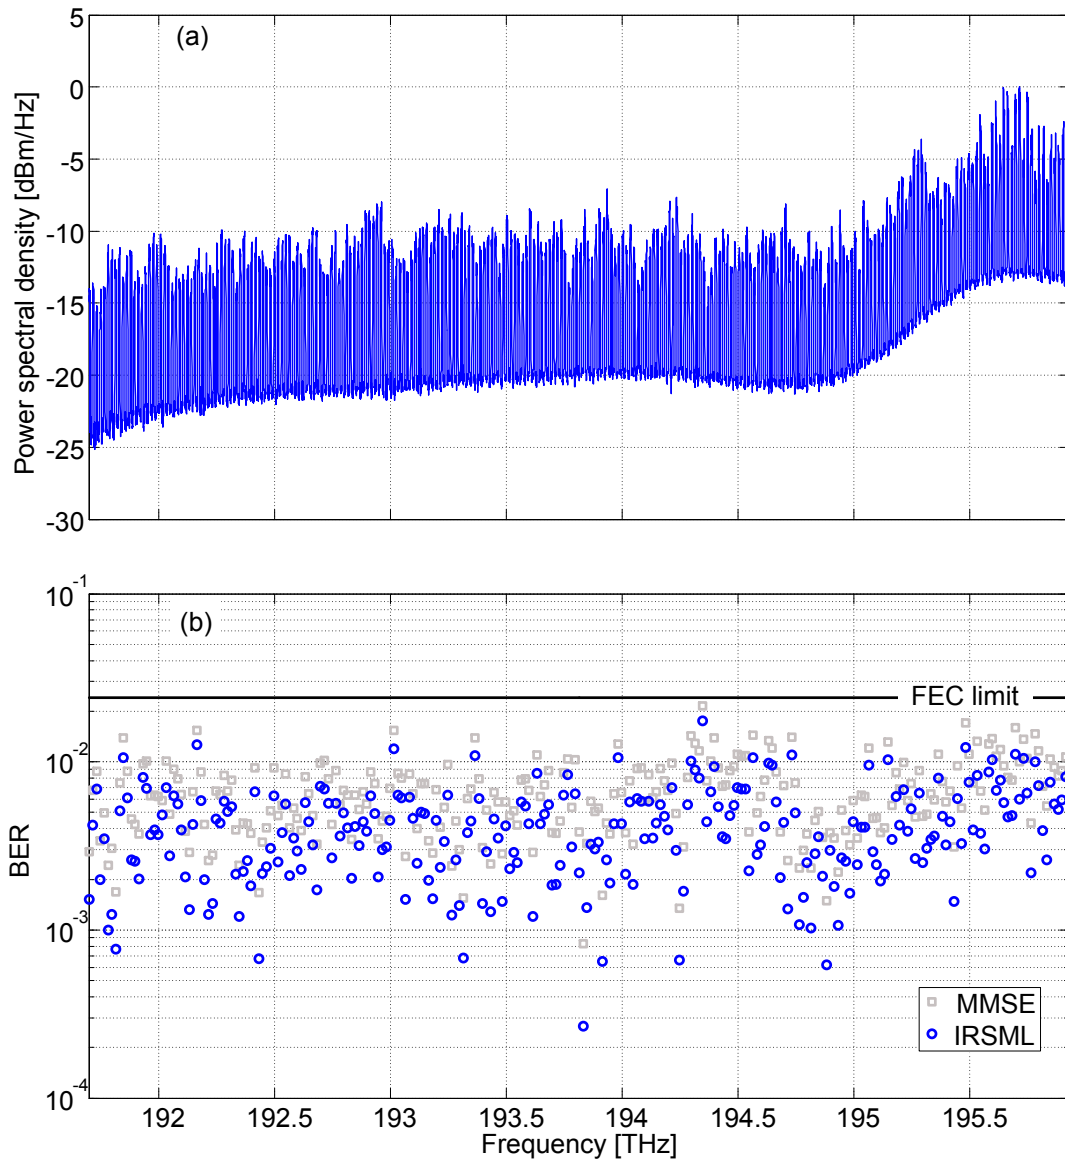 (a)
5
0
-5
-10
-15
-20
-25
-30
Power spectral density [dBm/Hz]
(b)
10-1
10-2
10-3
10-4
BER
FEC limit
MMSE
IRSML
192 192.5 193 193.5 194 194.5 195 195.5
Frequency [THz]